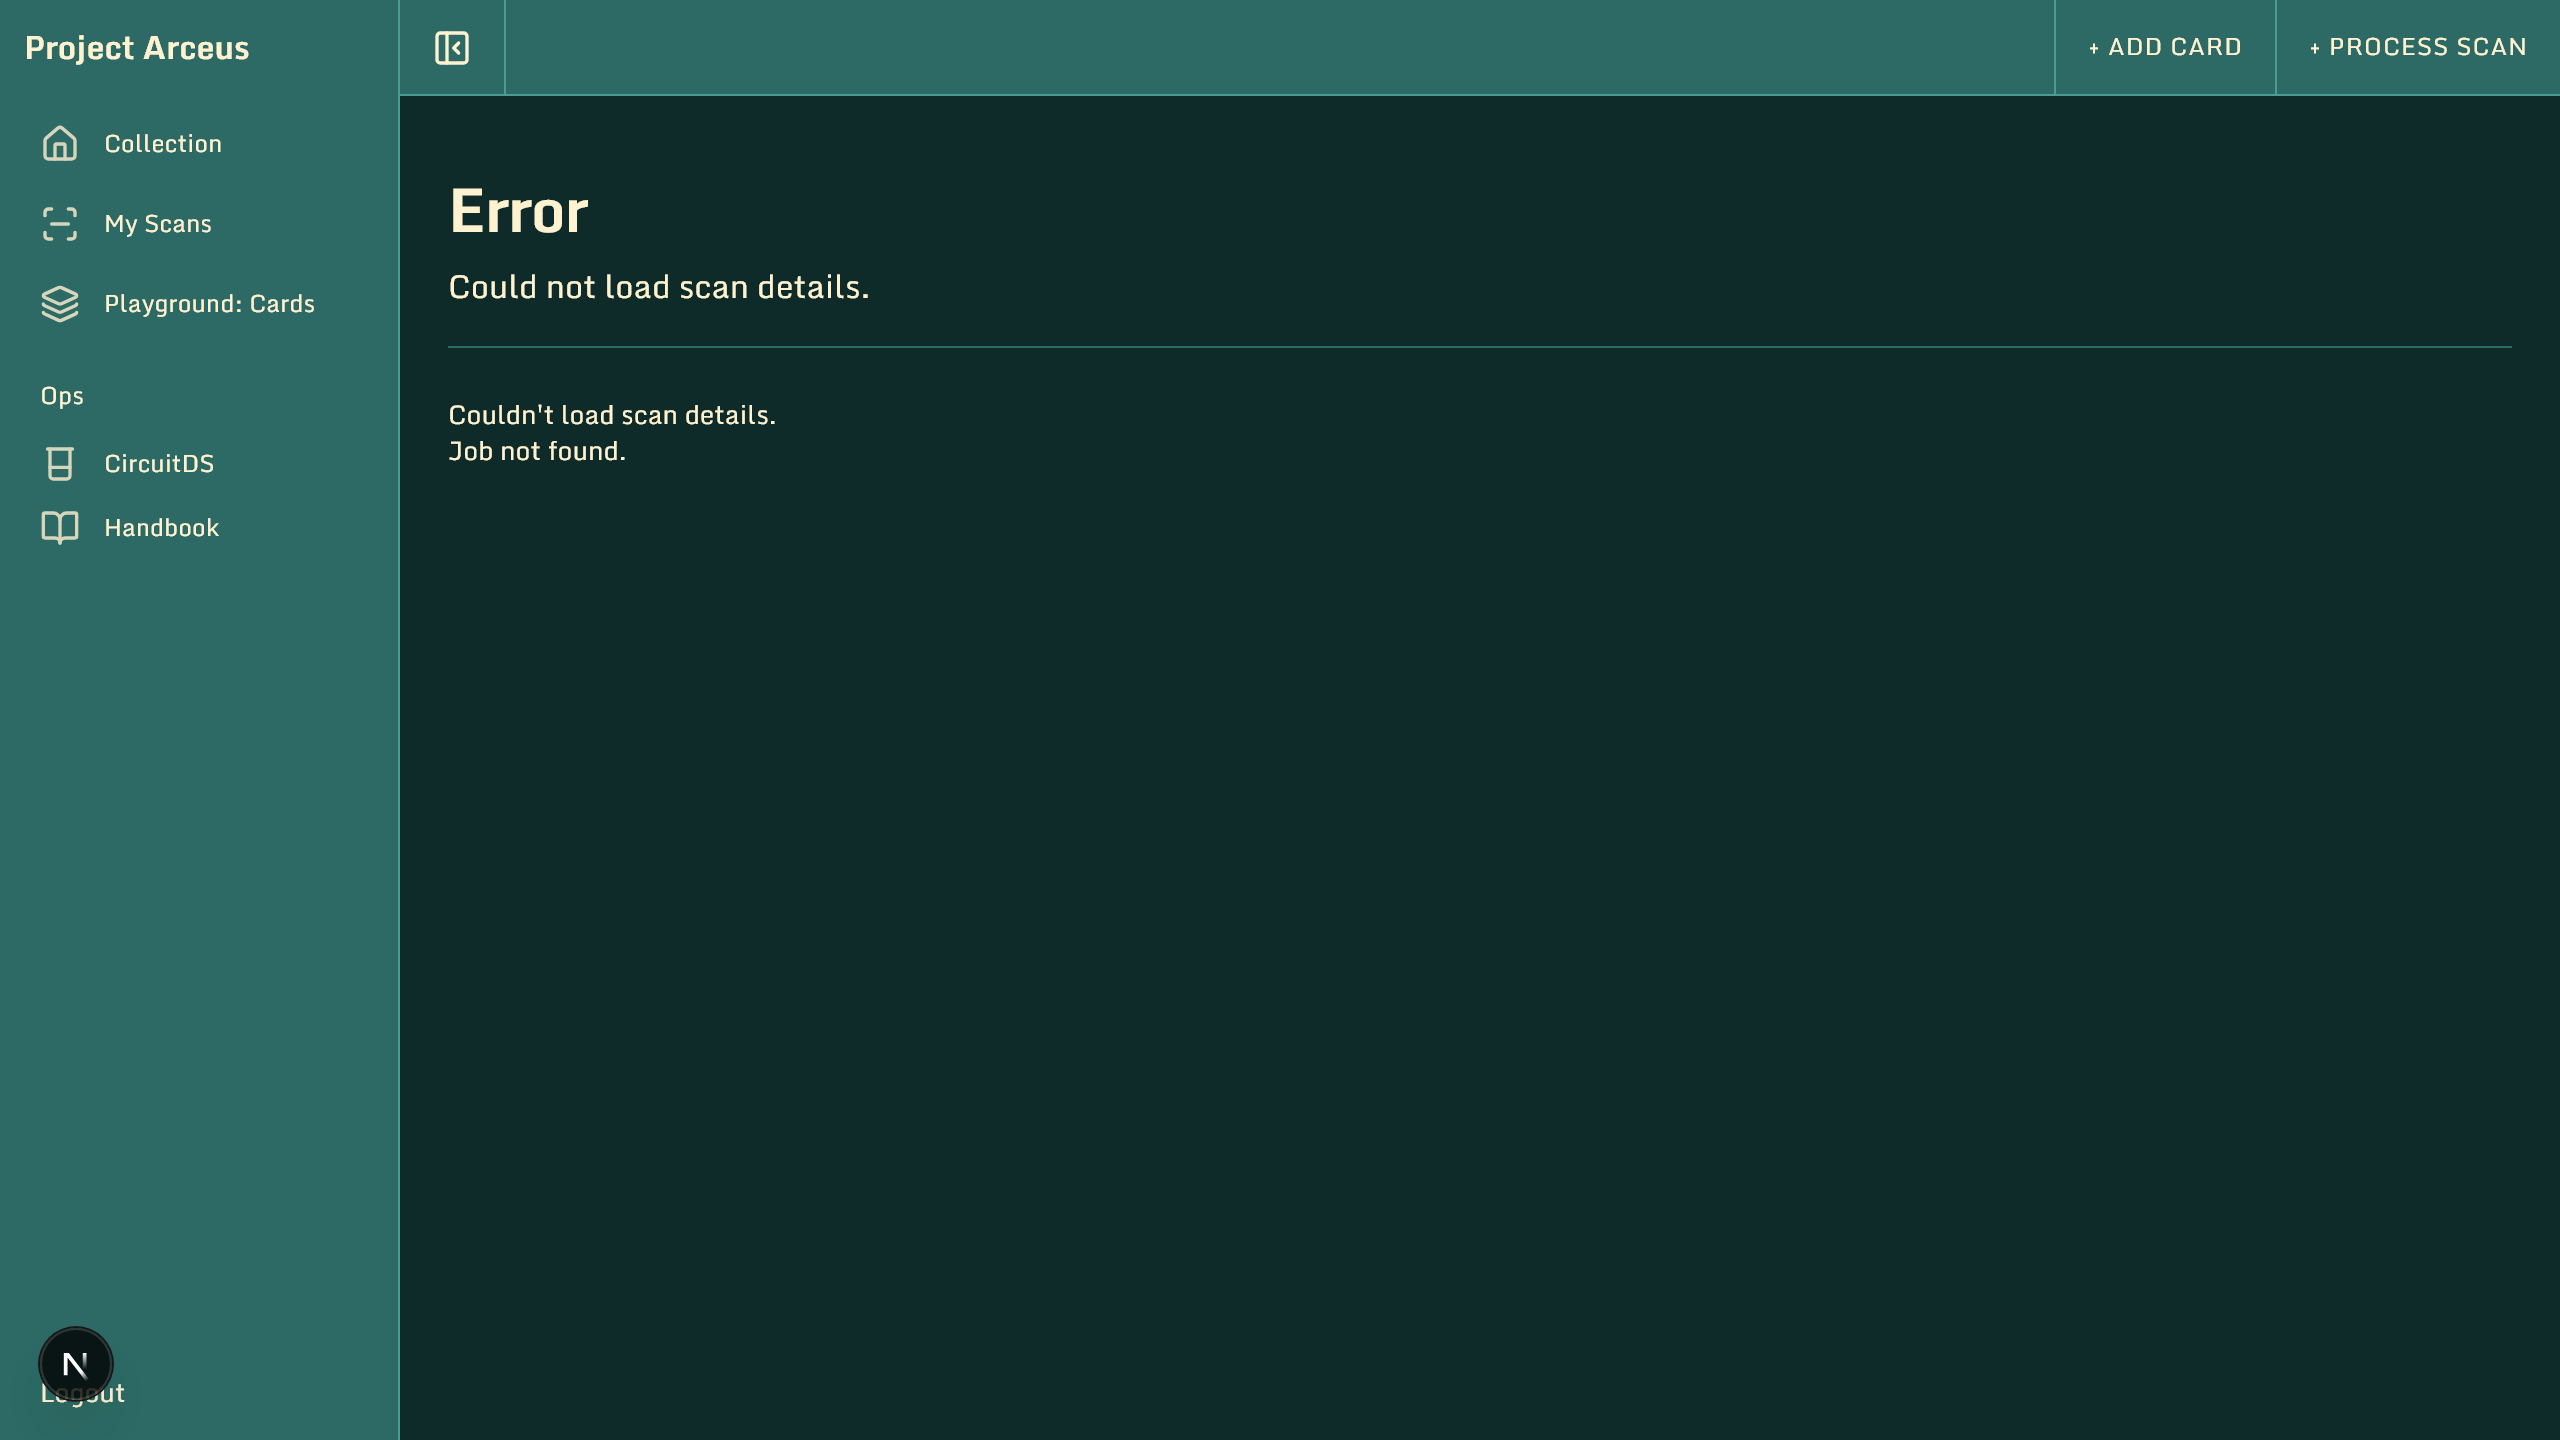 Project Arceus
+ ADD CARD
+ PROCESS SCAN
Collection
My Scans
Playground: Cards
Ops
CircuitDS
Handbook
Error
Could not load scan details.
Couldn't load scan details.
Job not found.
N
Logout